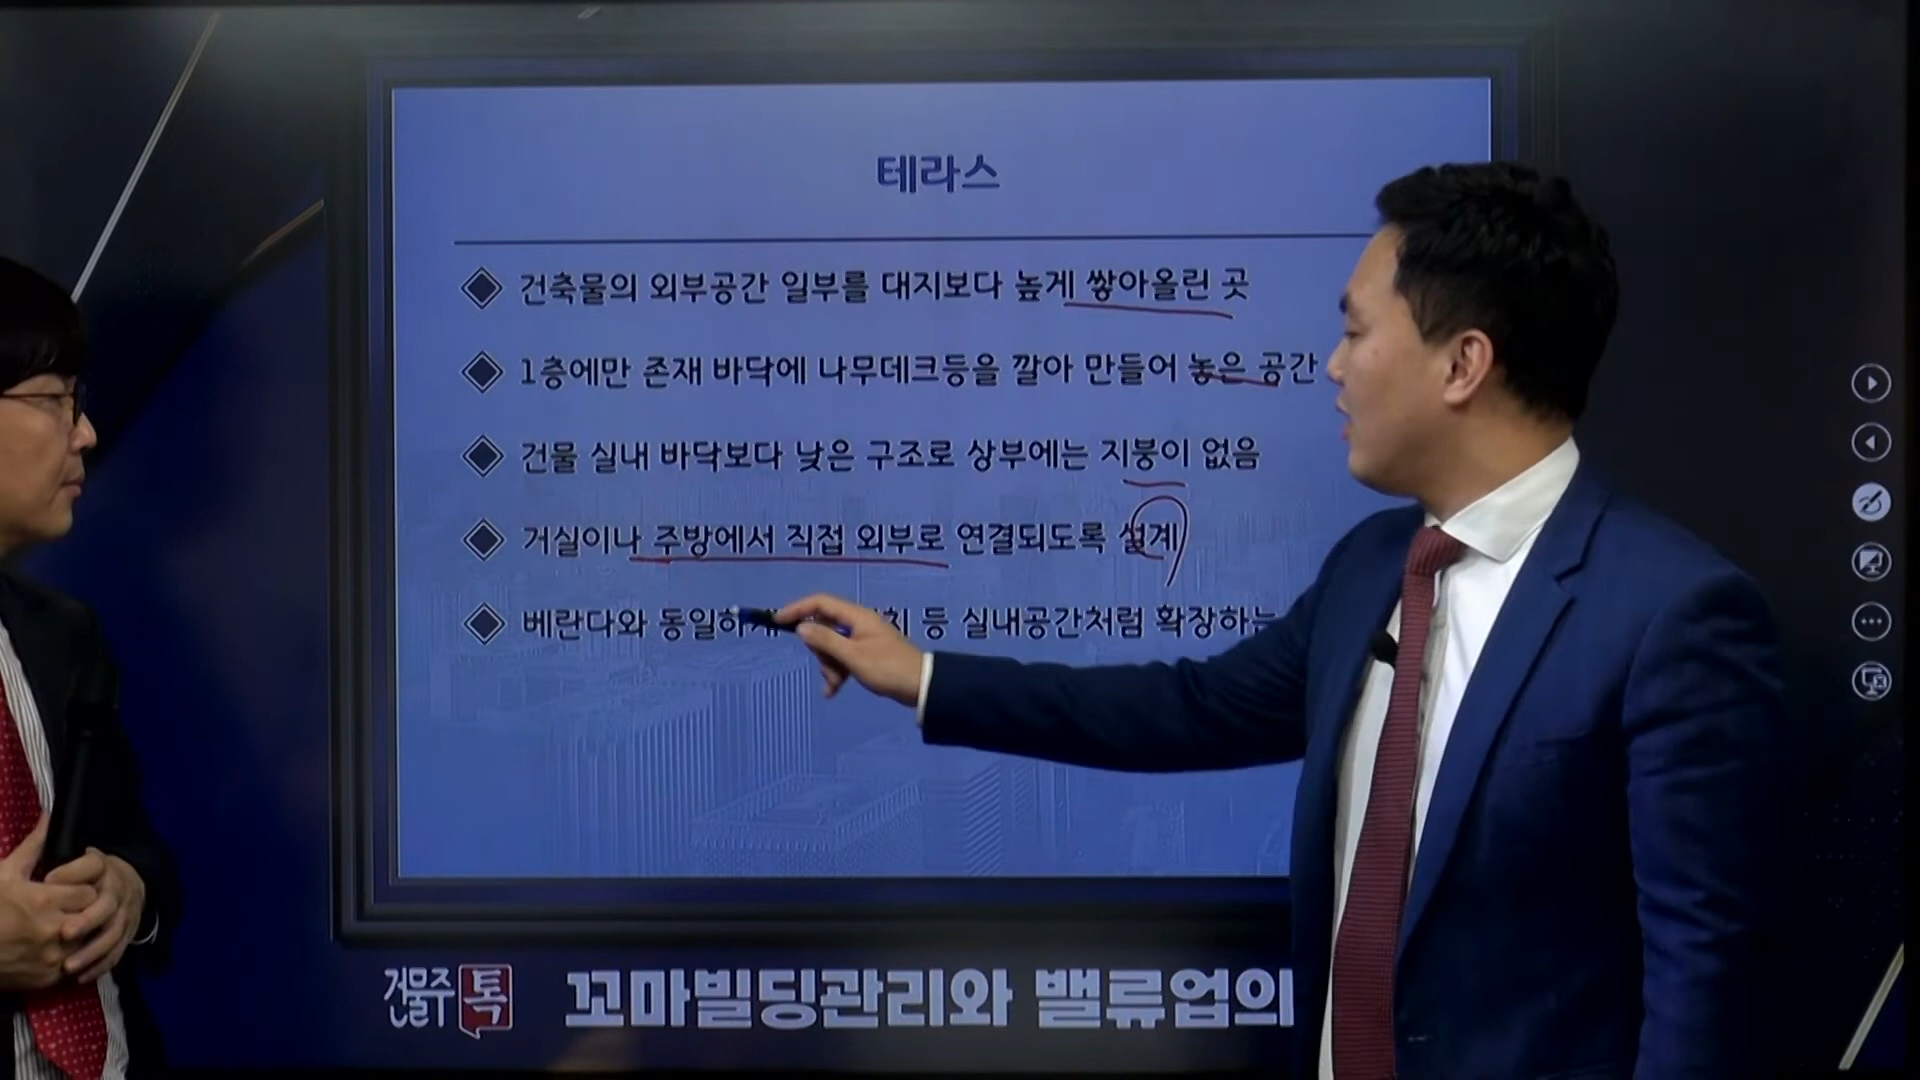 테라스
건축물의 외부공간 일부를 대지보다 높게 쌓아올린 곳
1층에만 존재 바닥에 나무데크등을 깔아 만들어 놓은 공간
건물 실내 바닥보다 낮은 구조로 상부에는 지붕이 없음
거실이나 주방에서 직접 외부로 연결되도록 설계
베란다와 동일하게 등 실내공간처럼 확장하는
건물주톡 꼬마빌딩관리와 밸류업의